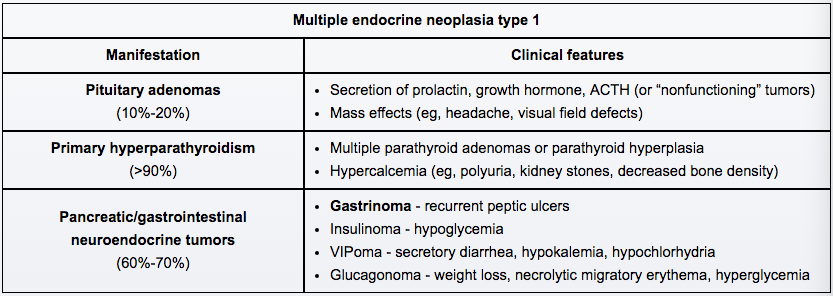 Multiple endocrine neoplasia type 1
Manifestation
Clinical features
Pituitary adenomas
(10%-20%)
• Secretion of prolactin, growth hormone, ACTH (or “nonfunctioning” tumors)
• Mass effects (eg, headache, visual field defects)
Primary hyperparathyroidism
(>90%)
• Multiple parathyroid adenomas or parathyroid hyperplasia
• Hypercalcemia (eg, polyuria, kidney stones, decreased bone density)
Pancreatic/gastrointestinal
neuroendocrine tumors
(60%-70%)
• Gastrinoma - recurrent peptic ulcers
• Insulinoma - hypoglycemia
• VIPoma - secretory diarrhea, hypokalemia, hypochlorhydria
• Glucagonoma - weight loss, necrolytic migratory erythema, hyperglycemia